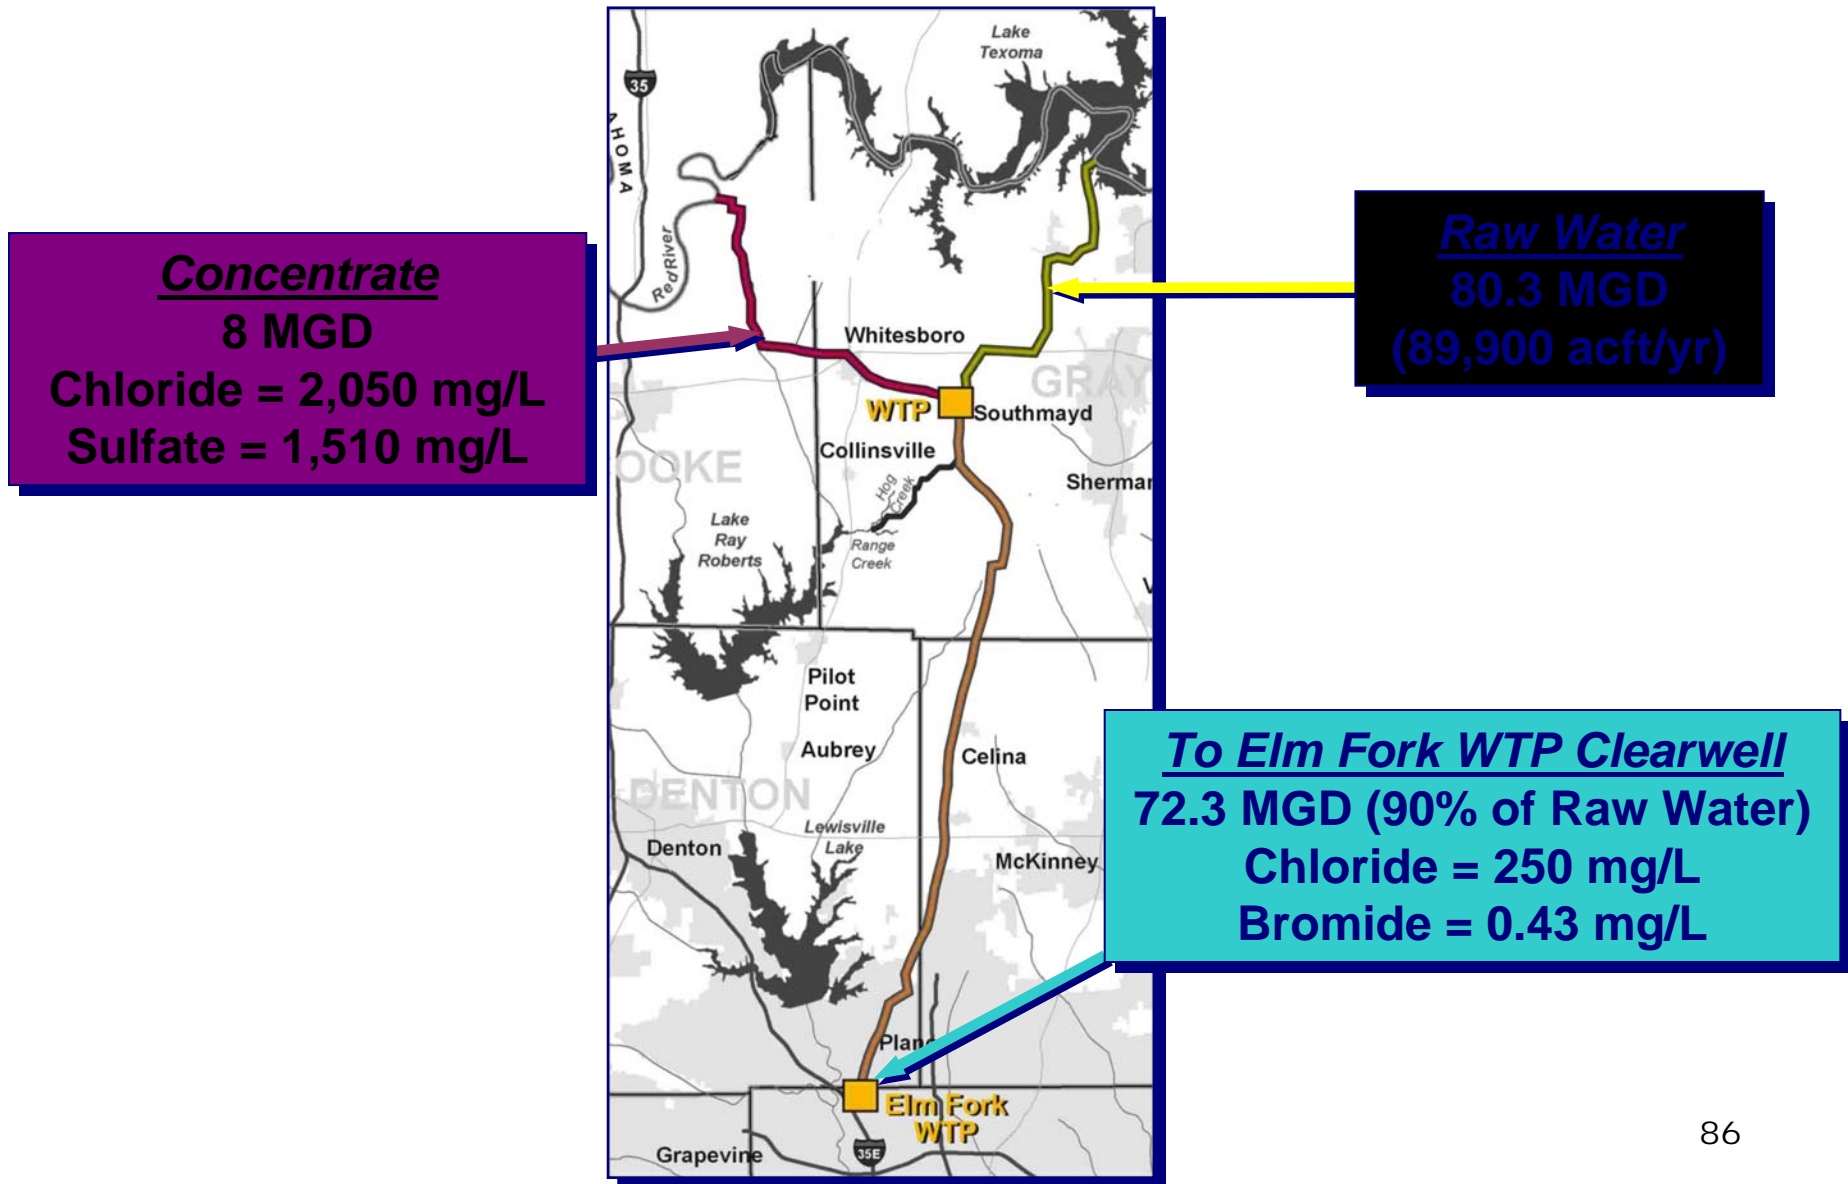 Lake
Texoma
35
AHOMA
Red River
Concentrate
8 MGD
Chloride = 2,050 mg/L
Sulfate = 1,510 mg/L
Raw Water
80.3 MGD
(89,900 acft/yr)
Whitesboro
GRAY
WTP
Southmayd
Collinsville
OOKE
Hog
Creek
Sherman
Lake
Ray
Roberts
Range
Creek
V
Pilot
Point
Aubrey
Celina
DENTON
Lewisville
Lake
Denton
McKinney
To Elm Fork WTP Clearwell
72.3 MGD (90% of Raw Water)
Chloride = 250 mg/L
Bromide = 0.43 mg/L
Plano
Elm Fork
WTP
Grapevine
35E
86